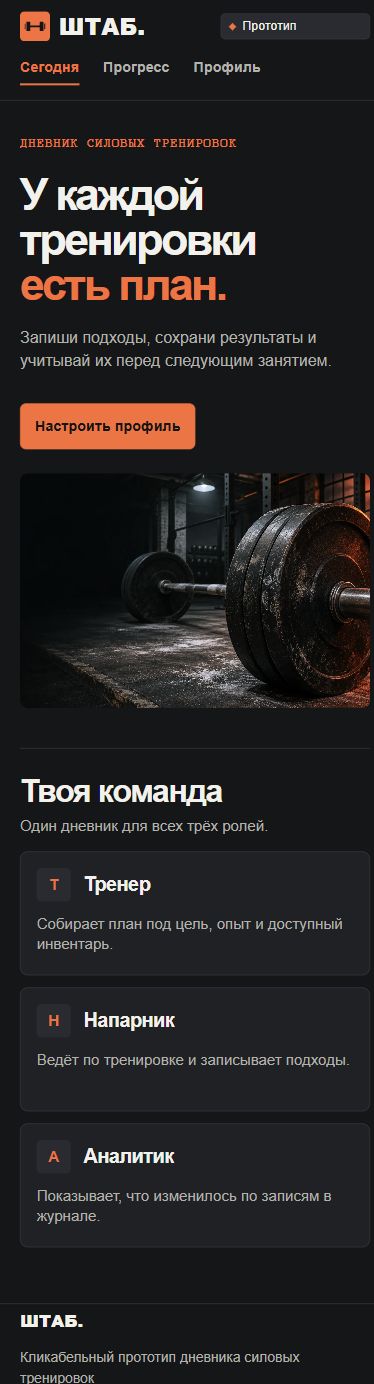 ШТАБ.
Прототип
Сегодня Прогресс Профиль
ДНЕВНИК СИЛОВЫХ ТРЕНИРОВОК
У каждой
тренировки
есть план.
Запиши подходы, сохрани результаты и
учитывай их перед следующим занятием.
Настроить профиль
Твоя команда
Один дневник для всех трёх ролей.
Т Тренер
Собирает план под цель, опыт и доступный
инвентарь.
Н Напарник
Ведёт по тренировке и записывает подходы.
А Аналитик
Показывает, что изменилось по записям в
журнале.
ШТАБ.
Кликабельный прототип дневника силовых
тренировок